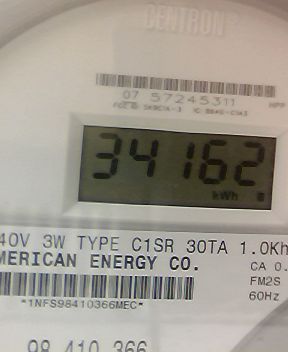 CENTRON®
07 57245311
HPP
34162
kWh
40V 3W TYPE C1SR 30TA 1.0Kh
MERICAN ENERGY CO.
CA 0.
FM2S
60Hz
*1NFS98410366MEC*
98 410 366